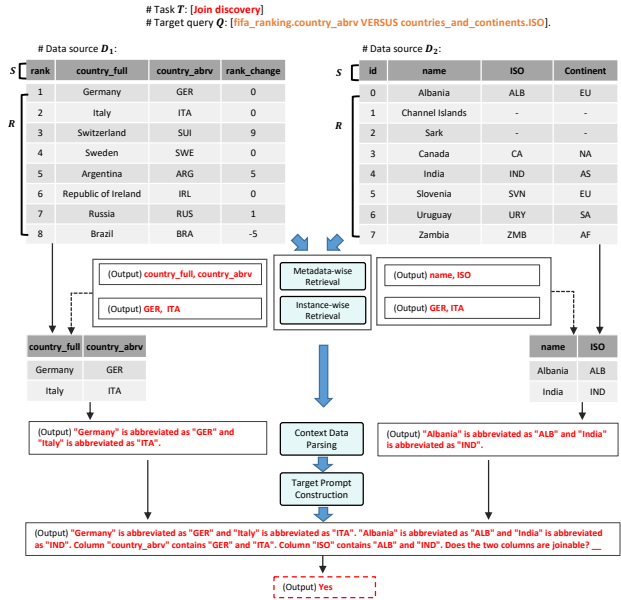 # Task T: [Join discovery]
# Target query Q: [fifa_ranking.country_abrv VERSUS countries_and_continents.ISO].
# Data source D1:
# Data source D2:
S
rank country_full country_abrv rank_change
R
1 Germany GER 0
2 Italy ITA 0
3 Switzerland SUI 9
4 Sweden SWE 0
5 Argentina ARG 5
6 Republic of Ireland IRL 0
7 Russia RUS 1
8 Brazil BRA -5
S
id name ISO Continent
R
0 Albania ALB EU
1 Channel Islands - -
2 Sark - -
3 Canada CA NA
4 India IND AS
5 Slovenia SVN EU
6 Uruguay URY SA
7 Zambia ZMB AF
(Output) country_full, country_abrv
(Output) GER, ITA
Metadata-wise
Retrieval
Instance-wise
Retrieval
(Output) name, ISO
(Output) GER, ITA
country_full country_abrv
Germany GER
Italy ITA
name ISO
Albania ALB
India IND
(Output) "Germany" is abbreviated as "GER" and
"Italy" is abbreviated as "ITA".
Context Data
Parsing
(Output) "Albania" is abbreviated as "ALB" and "India"
is abbreviated as "IND".
Target Prompt
Construction
(Output) "Germany" is abbreviated as "GER" and "Italy" is abbreviated as "ITA". "Albania" is abbreviated as "ALB" and "India" is abbreviated
as "IND". Column "country_abrv" contains "GER" and "ITA". Column "ISO" contains "ALB" and "IND". Does the two columns are joinable? __
(Output) Yes